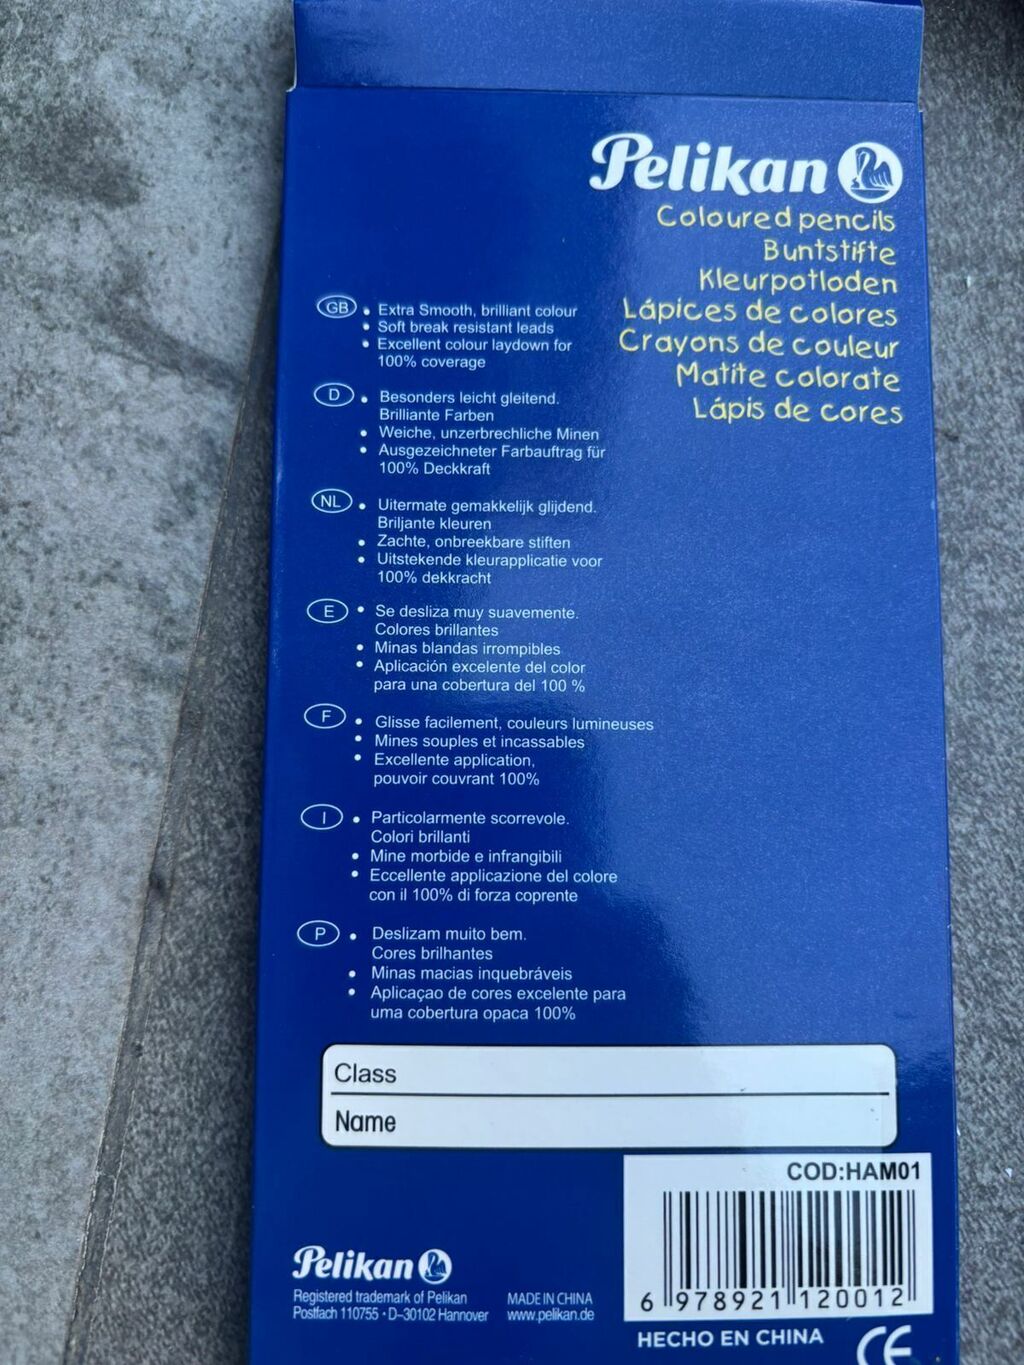 Pelikan
Coloured pencils
Buntstifte
Kleurpotloden
Lápices de colores
Crayons de couleur
Matite colorate
Lápis de cores
GB • Extra Smooth, brilliant colour
• Soft break resistant leads
• Excellent colour laydown for
100% coverage
D • Besonders leicht gleitend.
Brilliante Farben
• Weiche, unzerbrechliche Minen
• Ausgezeichneter Farbauftrag für
100% Deckkraft
NL • Uitermate gemakkelijk glijdend.
Briljante kleuren
• Zachte, onbreekbare stiften
• Uitstekende kleurapplicatie voor
100% dekkracht
E • Se desliza muy suavemente.
Colores brillantes
• Minas blandas irrompibles
• Aplicación excelente del color
para una cobertura del 100 %
F • Glisse facilement, couleurs lumineuses
• Mines souples et incassables
• Excellente application,
pouvoir couvrant 100%
I • Particolarmente scorrevole.
Colori brillanti
• Mine morbide e infrangibili
• Eccellente applicazione del colore
con il 100% di forza coprente
P • Deslizam muito bem.
Cores brilhantes
• Minas macias inquebráveis
• Aplicaçao de cores excelente para
uma cobertura opaca 100%
Class
Name
COD:HAM01
6 978921 120012
Pelikan
Registered trademark of Pelikan
Postfach 110755 • D–30102 Hannover
MADE IN CHINA
www.pelikan.de
HECHO EN CHINA
CE